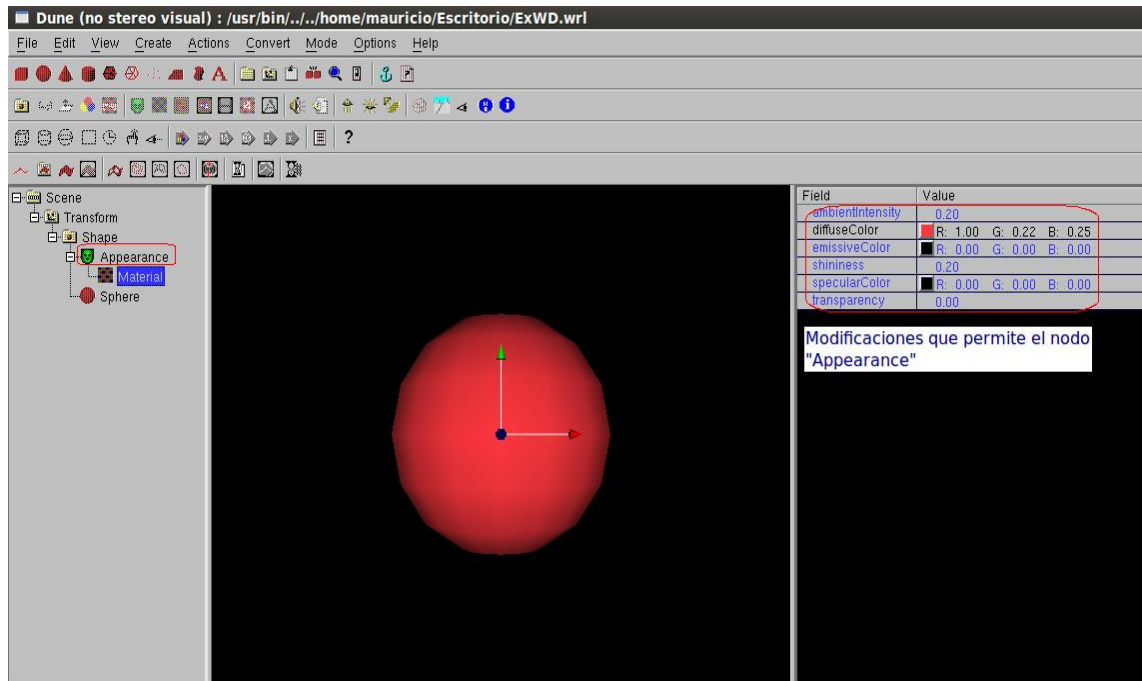 Dune (no stereo visual) : /usr/bin/../../home/mauricio/Escritorio/ExWD.wrl
File Edit View Create Actions Convert Mode Options Help
Scene
Transform
Shape
Appearance
Material
Sphere
Field Value
ambientIntensity 0.20
diffuseColor R: 1.00 G: 0.22 B: 0.25
emissiveColor R: 0.00 G: 0.00 B: 0.00
shininess 0.20
specularColor R: 0.00 G: 0.00 B: 0.00
transparency 0.00
Modificaciones que permite el nodo
"Appearance"